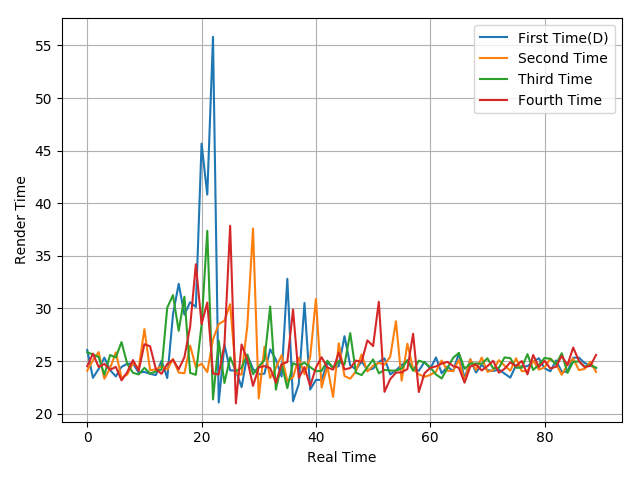 First Time(D)
Second Time
Third Time
Fourth Time
Render Time
55
50
45
40
35
30
25
20
0 20 40 60 80
Real Time